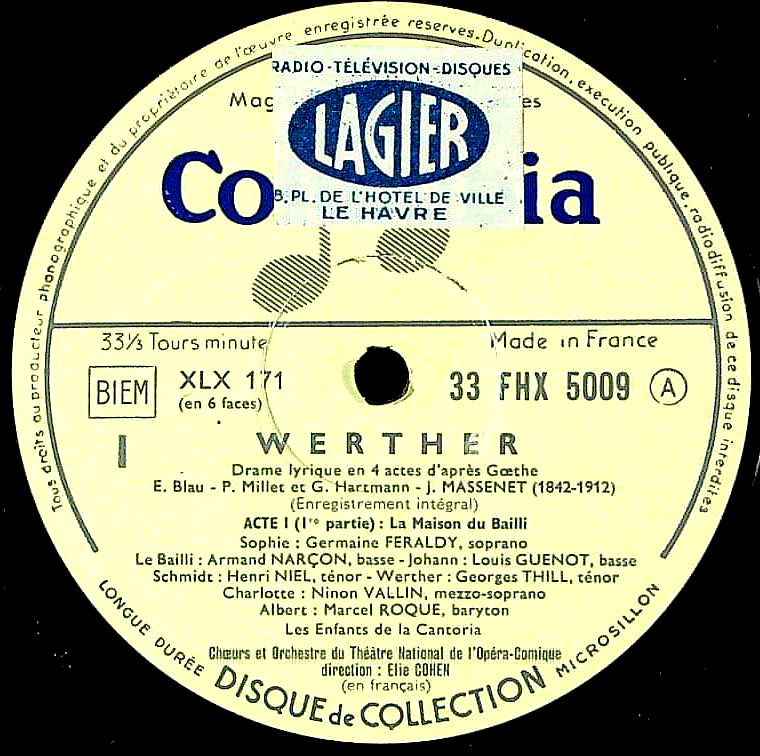 Tous droits du producteur phonographique et du propriétaire de l'œuvre enregistrée reserves. Duplication, execution publique, radiodiffusion de ce disque interdites
RADIO-TÉLÉVISION-DISQUES
LAGIER
8, PL. DE L'HOTEL DE VILLE
LE HAVRE
Mag es
Co ia
33⅓ Tours minute Made in France
BIEM XLX 171 33 FHX 5009 A
(en 6 faces)
I WERTHER
Drame lyrique en 4 actes d'après Gœthe
E. Blau - P. Millet et G. Hartmann - J. MASSENET (1842-1912)
(Enregistrement intégral)
ACTE I (1re partie) : La Maison du Bailli
Sophie : Germaine FERALDY, soprano
Le Bailli : Armand NARÇON, basse - Johann : Louis GUENOT, basse
Schmidt : Henri NIEL, ténor - Werther : Georges THILL, ténor
Charlotte : Ninon VALLIN, mezzo-soprano
Albert : Marcel ROQUE, baryton
Les Enfants de la Cantoria
Chœurs et Orchestre du Théâtre National de l'Opéra-Comique
direction : Elie COHEN
(en français)
LONGUE DURÉE DISQUE de COLLECTION MICROSILLON